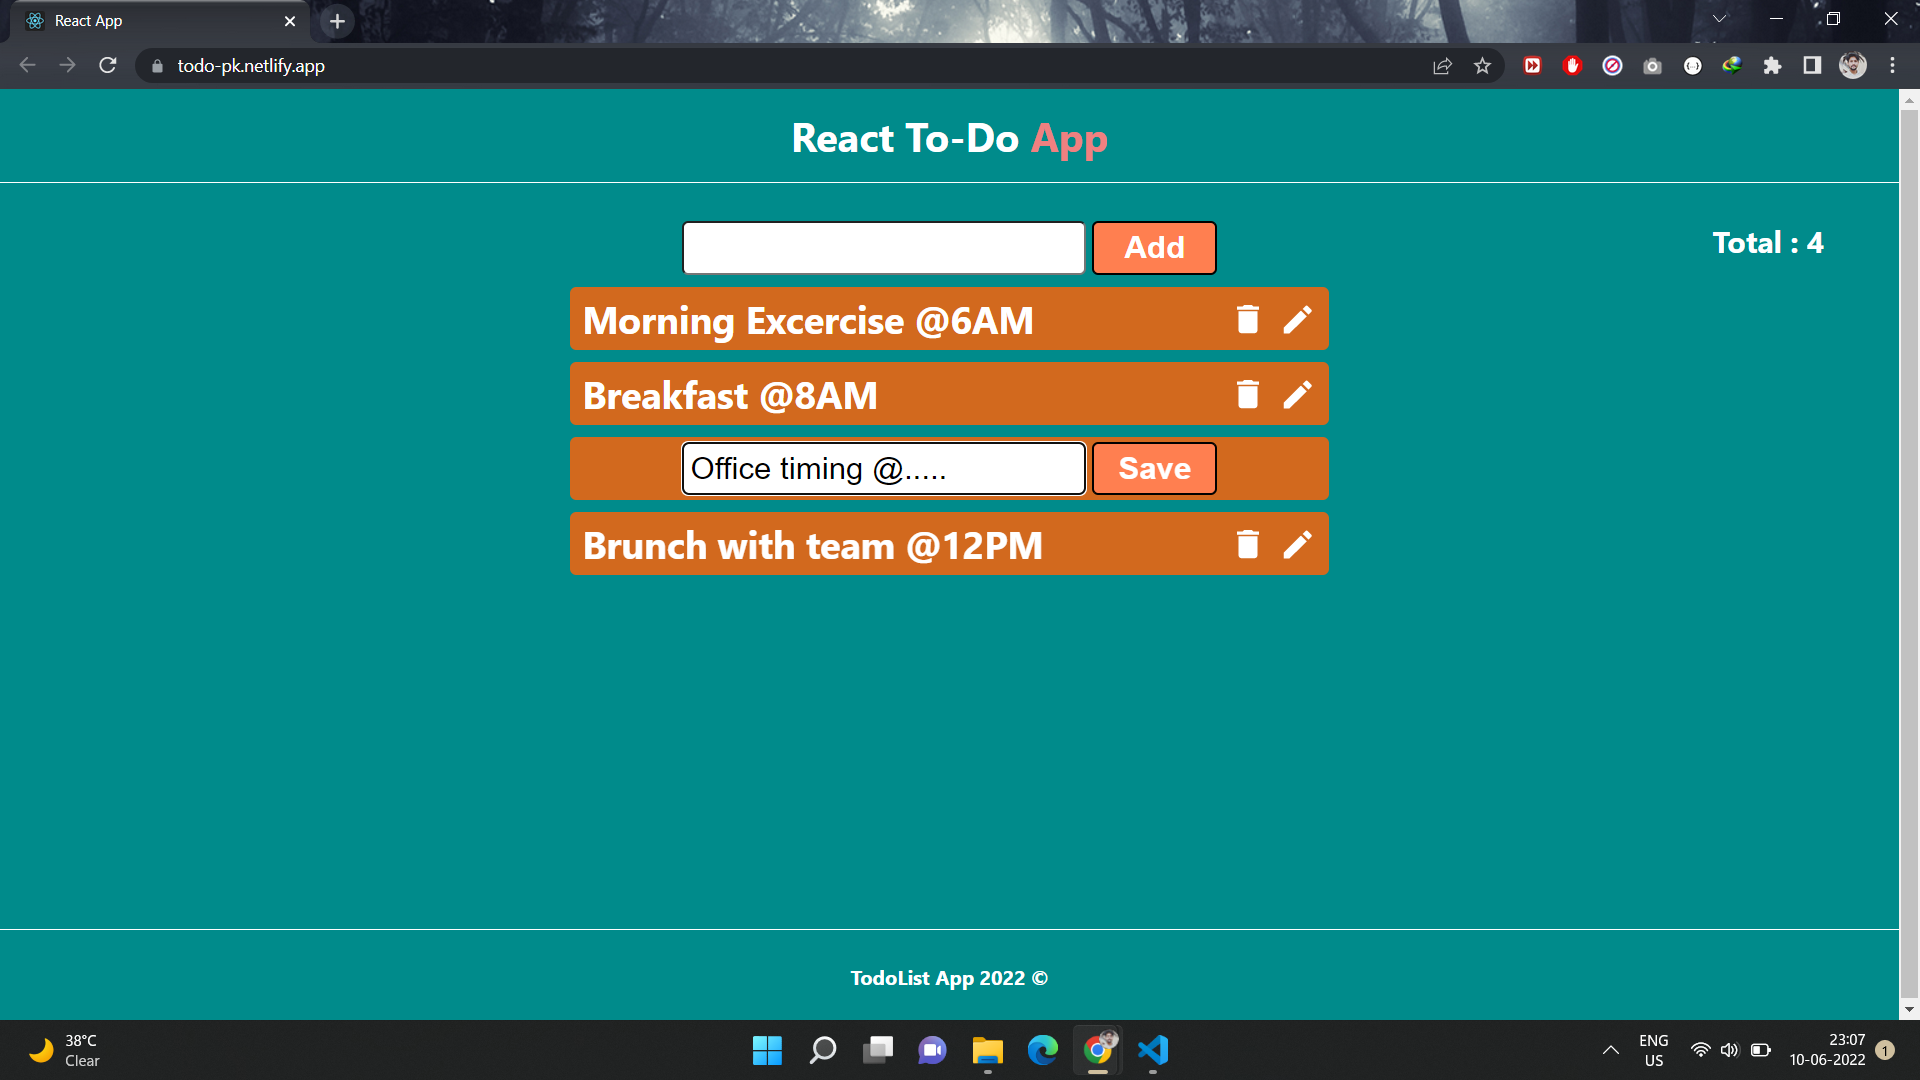 React App
todo-pk.netlify.app
React To-Do App
Add
Total : 4
Morning Excercise @6AM
Breakfast @8AM
Office timing @.....
Save
Brunch with team @12PM
TodoList App 2022 ©
38°C
Clear
ENG
US
23:07
10-06-2022
1